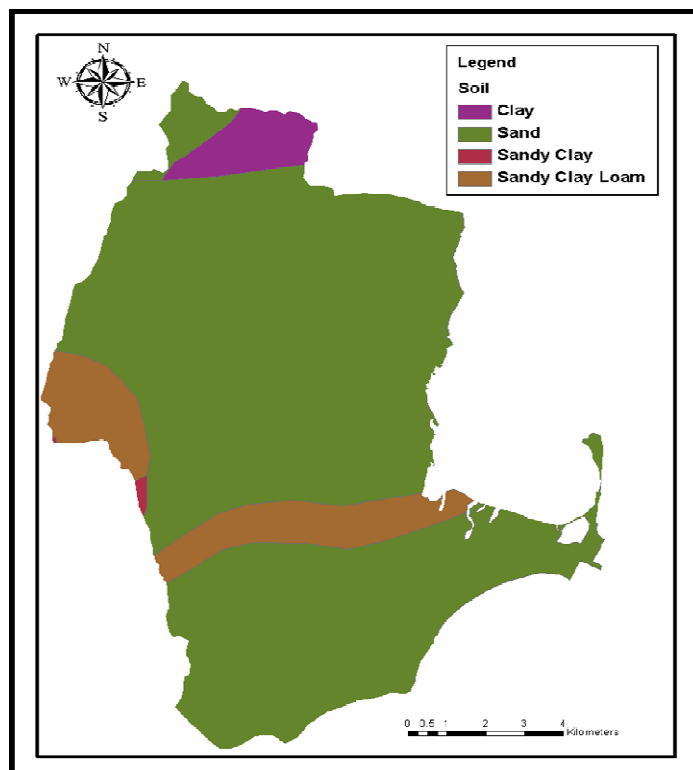 N
W E
S
Legend
Soil
Clay
Sand
Sandy Clay
Sandy Clay Loam
0 0.5 1 2 3 4
Kilometers